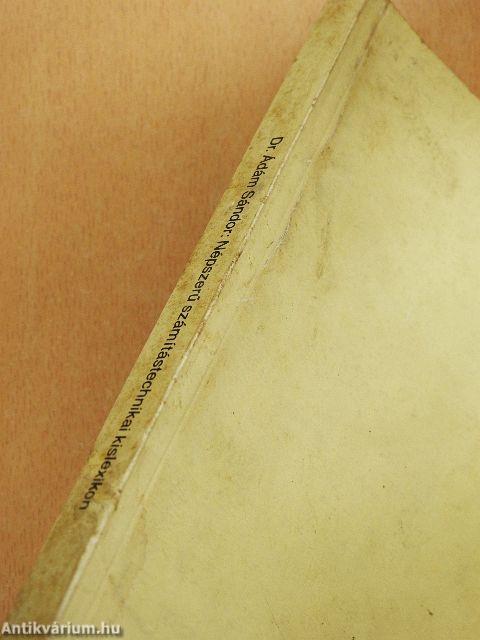 Dr. Ádám Sándor: Népszerű számítástechnikai kislexikon
Antikvárium.hu